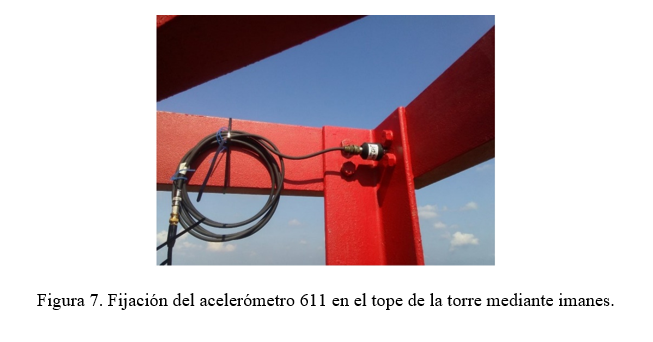 Figura 7. Fijación del acelerómetro 611 en el tope de la torre mediante imanes.